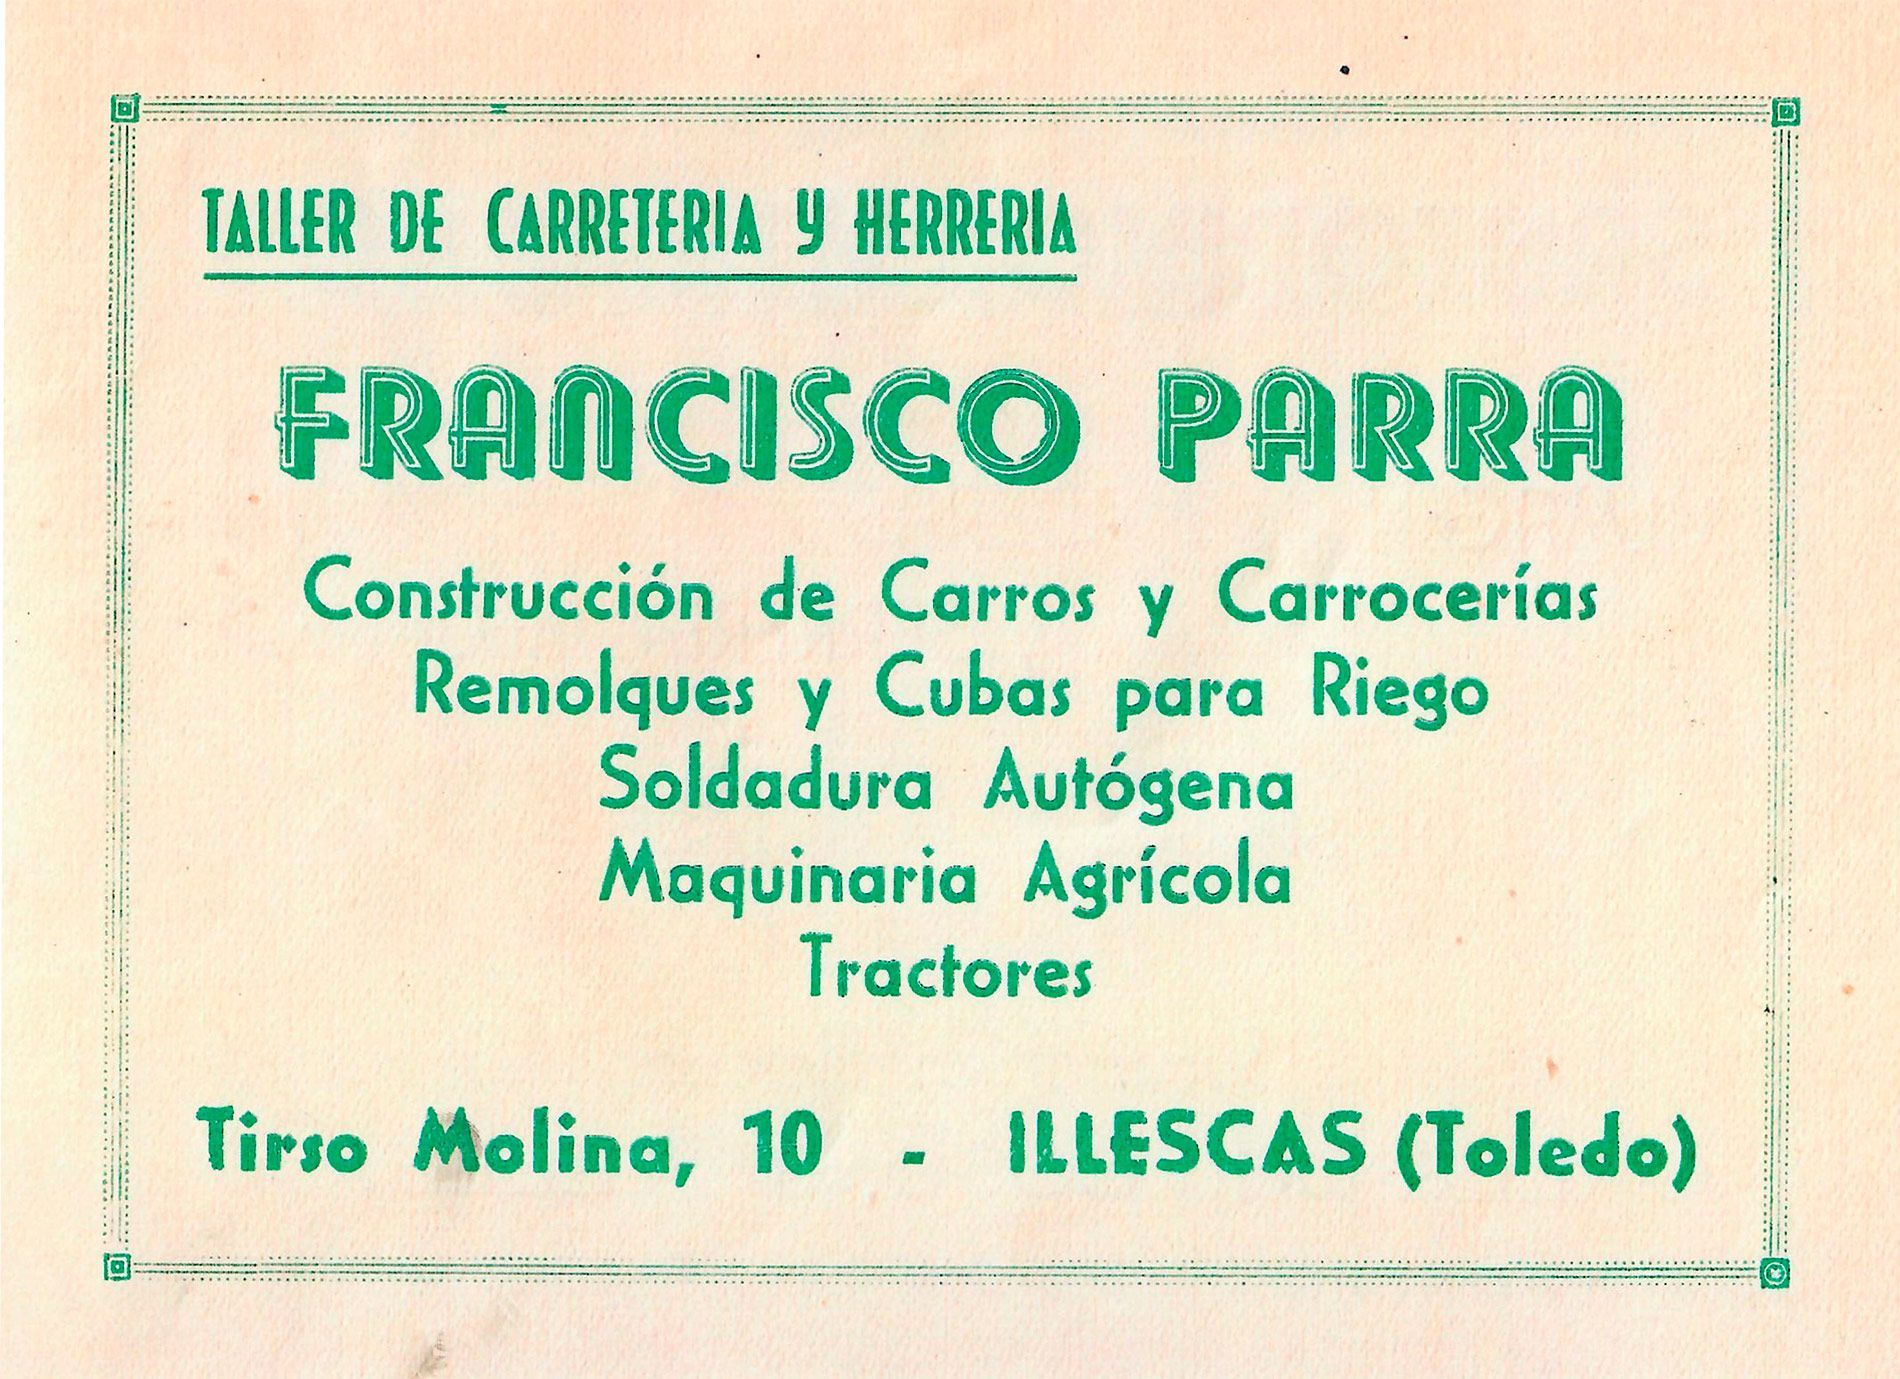 TALLER DE CARRETERIA Y HERRERIA
FRANCISCO PARRA
Construcción de Carros y Carrocerías
Remolques y Cubas para Riego
Soldadura Autógena
Maquinaria Agrícola
Tractores
Tirso Molina, 10 - ILLESCAS (Toledo)